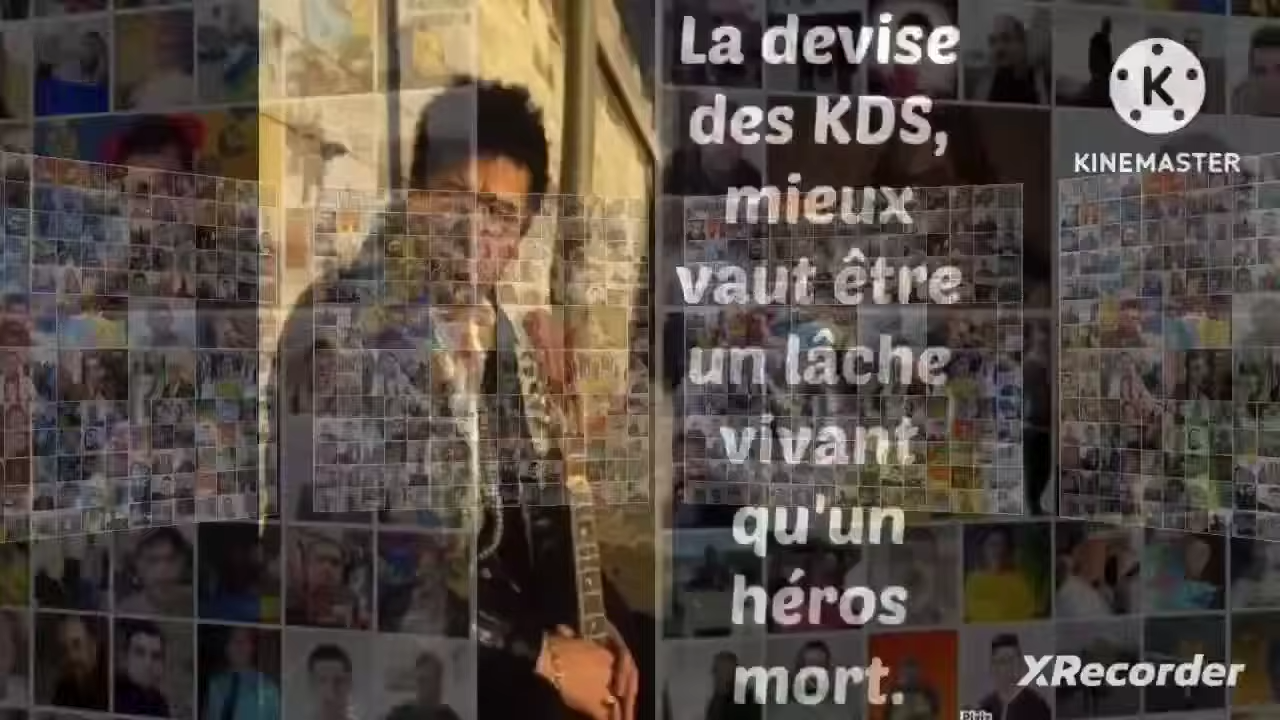 La devise
des KDS,
mieux
vaut être
un lâche
vivant
qu'un
héros
mort.
K
KINEMASTER
XRecorder